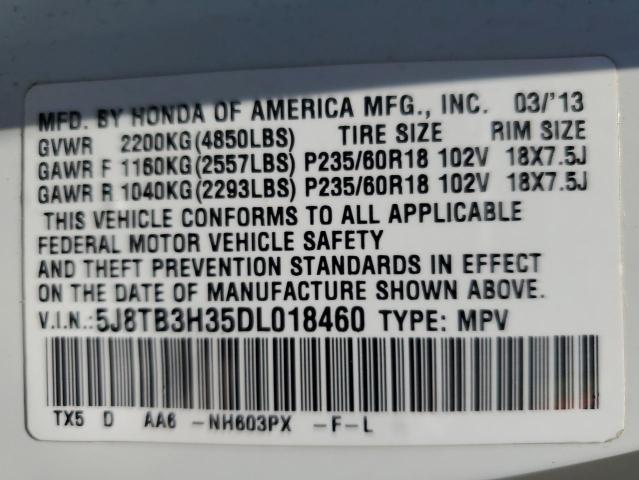 MFD. BY HONDA OF AMERICA MFG., INC. 03/'13
GVWR 2200KG(4850LBS) TIRE SIZE RIM SIZE
GAWR F 1160KG(2557LBS) P235/60R18 102V 18X7.5J
GAWR R 1040KG(2293LBS) P235/60R18 102V 18X7.5J
THIS VEHICLE CONFORMS TO ALL APPLICABLE
FEDERAL MOTOR VEHICLE SAFETY
AND THEFT PREVENTION STANDARDS IN EFFECT
ON THE DATE OF MANUFACTURE SHOWN ABOVE.
V.I.N.:5J8TB3H35DL018460 TYPE: MPV
TX5 D AA6 -NH603PX -F-L